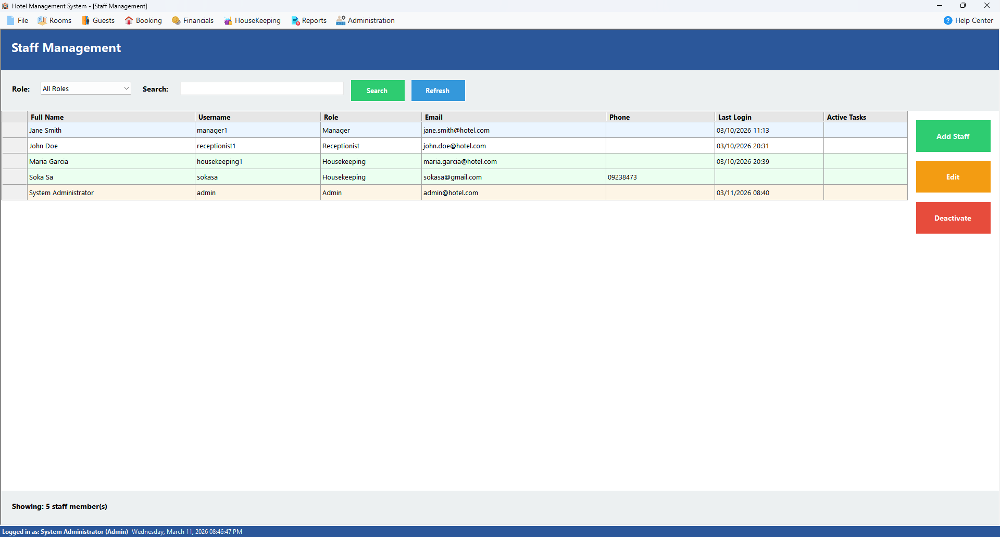 Hotel Management System - [Staff Management]
File Rooms Guests Booking Financials HouseKeeping Reports Administration ? Help Center
Staff Management
Role: All Roles Search: Search Refresh
Full Name Username Role Email Phone Last Login Active Tasks
Jane Smith manager1 Manager jane.smith@hotel.com 03/10/2026 11:13
John Doe receptionist1 Receptionist john.doe@hotel.com 03/10/2026 20:31
Maria Garcia housekeeping1 Housekeeping maria.garcia@hotel.com 03/10/2026 20:39
Soka Sa sokasa Housekeeping sokasa@gmail.com 09238473
System Administrator admin Admin admin@hotel.com 03/11/2026 08:40
Add Staff
Edit
Deactivate
Showing: 5 staff member(s)
Logged in as: System Administrator (Admin) Wednesday, March 11, 2026 08:46:47 PM